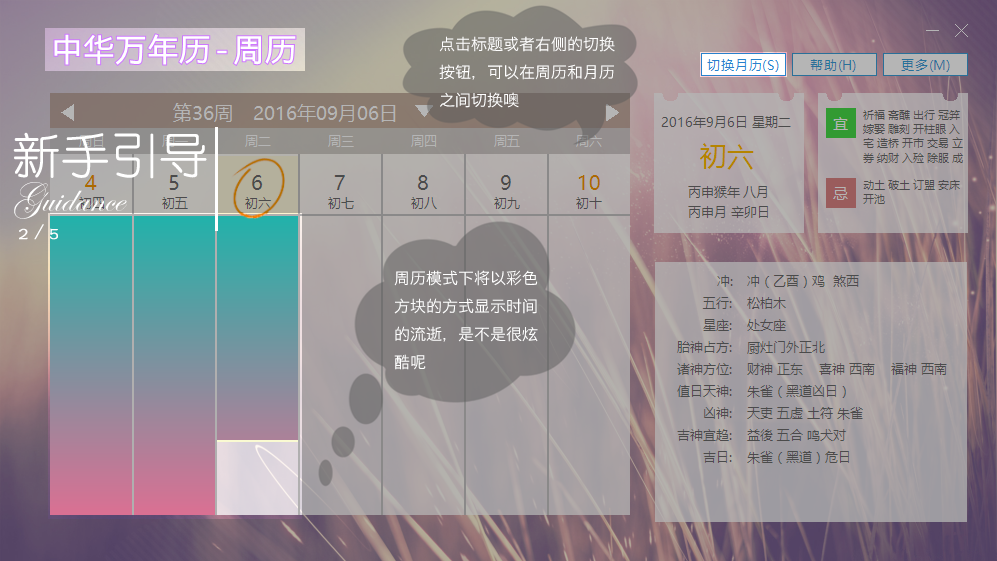 中华万年历-周历
点击标题或者右侧的切换
按钮，可以在周历和月历
之间切换噢
切换月历(S)
帮助(H)
更多(M)
第36周 2016年09月06日
周日 周二 周三 周四 周五 周六
新手引导
Guidance
2 / 5
4 5 6 7 8 9 10
初四 初五 初六 初七 初八 初九 初十
周历模式下将以彩色
方块的方式显示时间
的流逝，是不是很炫
酷呢
2016年9月6日 星期二
初六
丙申猴年 八月
丙申月 辛卯日
宜
祈福 斋醮 出行 冠笄
嫁娶 雕刻 开柱眼 入
宅 造桥 开市 交易 立
券 纳财 入殓 除服 成
忌
动土 破土 订盟 安床
开池
冲: 冲（乙酉）鸡 煞西
五行: 松柏木
星座: 处女座
胎神占方: 厨灶门外正北
诸神方位: 财神 正东 喜神 西南 福神 西南
值日天神: 朱雀（黑道凶日）
凶神: 天吏 五虚 土符 朱雀
吉神宜趋: 益後 五合 鸣犬对
吉日: 朱雀（黑道）危日